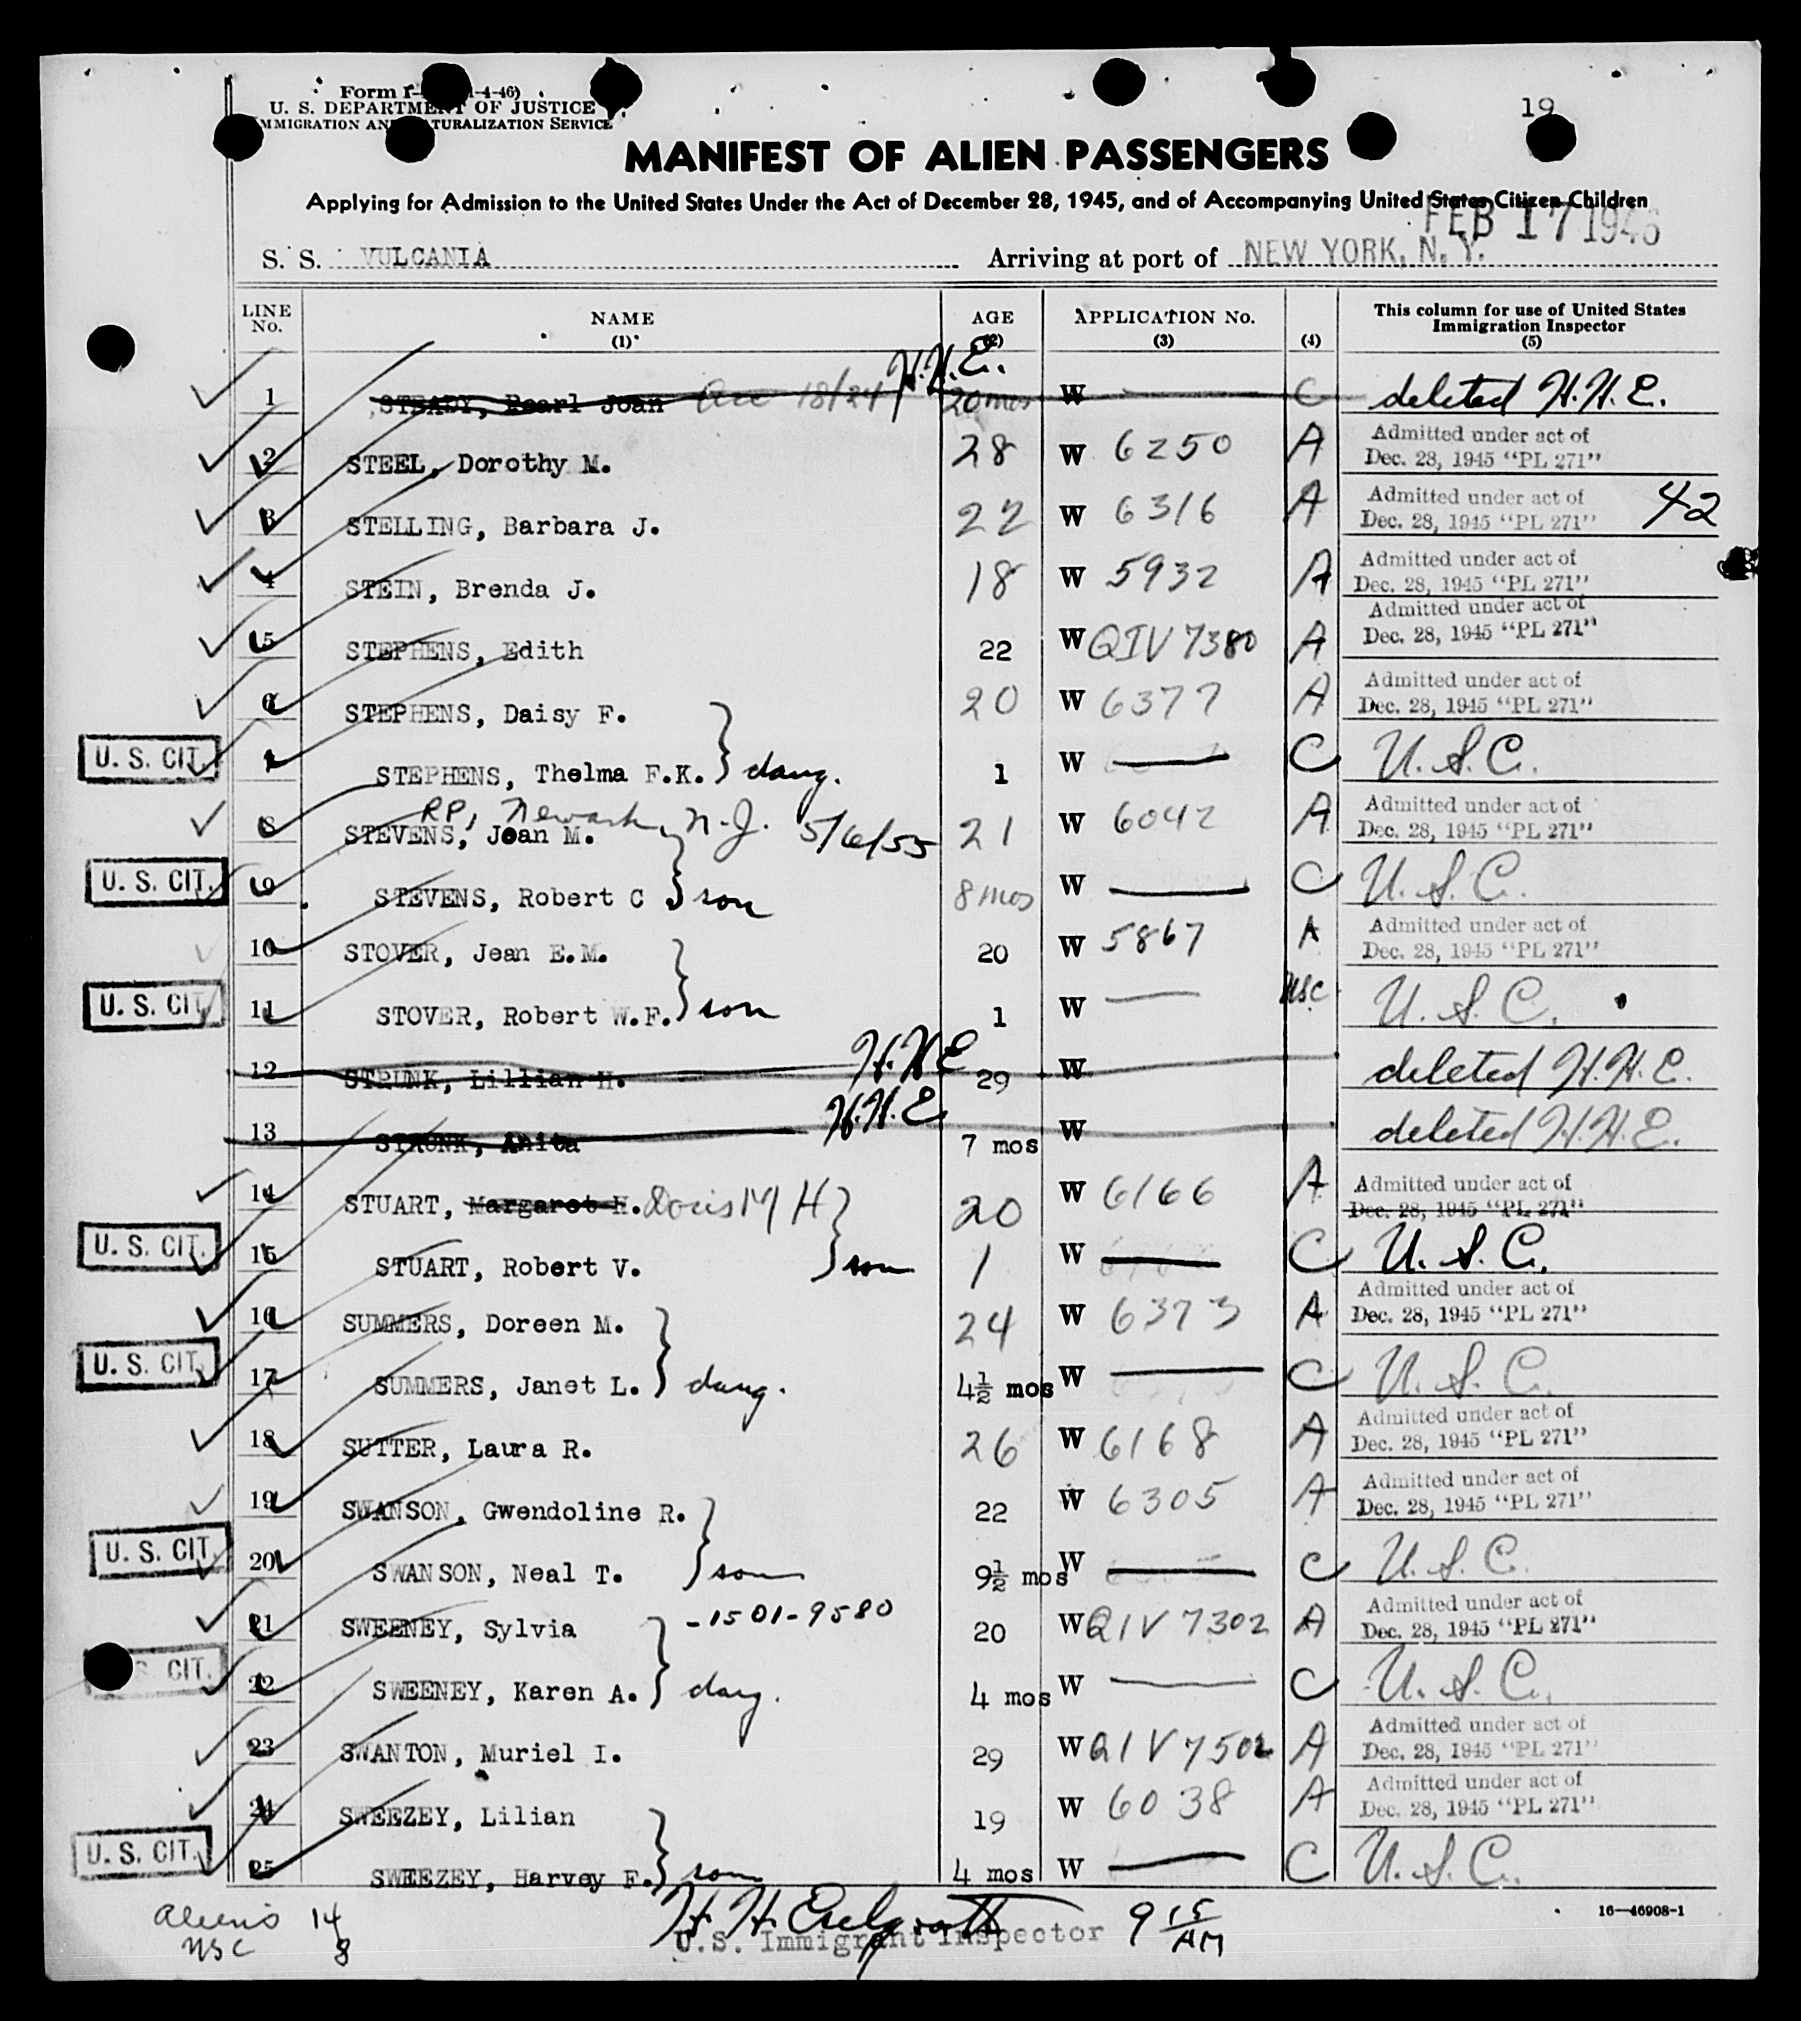 Form I- -4-46)
U. S. DEPARTMENT OF JUSTICE
IMMIGRATION AND NATURALIZATION SERVICE
19
MANIFEST OF ALIEN PASSENGERS
Applying for Admission to the United States Under the Act of December 28, 1945, and of Accompanying United States Citizen Children
FEB 17 1946
S. S. VULCANIA Arriving at port of NEW YORK, N. Y.
LINE No. NAME (1) AGE (2) APPLICATION No. (3) (4) This column for use of United States Immigration Inspector (5)
H.H.E.
1 STEADY, Pearl Joan 18/24 20 mos W C deleted H.H.E.
2 STEEL, Dorothy M. 28 W 6250 A Admitted under act of Dec. 28, 1945 "PL 271"
3 STELLING, Barbara J. 22 W 6316 A Admitted under act of Dec. 28, 1945 "PL 271" 42
4 STEIN, Brenda J. 18 W 5932 A Admitted under act of Dec. 28, 1945 "PL 271"
5 STEPHENS, Edith 22 W QIV 7380 A Admitted under act of Dec. 28, 1945 "PL 271"
6 STEPHENS, Daisy F. 20 W 6377 A Admitted under act of Dec. 28, 1945 "PL 271"
U. S. CIT. 7 STEPHENS, Thelma F.K. } daug. 1 W C U.S.C.
RP, Newark, N.J. 5/6/55
8 STEVENS, Joan M. 21 W 6042 A Admitted under act of Dec. 28, 1945 "PL 271"
U. S. CIT. 9 STEVENS, Robert C } son 8 mos W C U.S.C.
10 STOVER, Jean E.M. 20 W 5867 A Admitted under act of Dec. 28, 1945 "PL 271"
U. S. CIT. 11 STOVER, Robert W.F. } son 1 W USC U.S.C.
12 STRUNK, Lillian H. H.H.E 29 W deleted H.H.E.
13 STRUNK, Anita H.H.E. 7 mos W deleted H.H.E.
14 STUART, Margaret H. Doris M H 20 W 6166 A Admitted under act of Dec. 28, 1945 "PL 271"
U. S. CIT. 15 STUART, Robert V. } son 1 W C U.S.C.
16 SUMMERS, Doreen M. 24 W 6373 A Admitted under act of Dec. 28, 1945 "PL 271"
U. S. CIT. 17 SUMMERS, Janet L. } daug. 4½ mos W C U.S.C.
18 SUTTER, Laura R. 26 W 6168 A Admitted under act of Dec. 28, 1945 "PL 271"
19 SWANSON, Gwendoline R. 22 W 6305 A Admitted under act of Dec. 28, 1945 "PL 271"
U. S. CIT. 20 SWANSON, Neal T. } son 9½ mos W C U.S.C.
21 SWEENEY, Sylvia -1501-9580 20 W QIV 7302 A Admitted under act of Dec. 28, 1945 "PL 271"
S. CIT. 22 SWEENEY, Karen A. } daug. 4 mos W C U.S.C.
23 SWANTON, Muriel I. 29 W QIV 7502 A Admitted under act of Dec. 28, 1945 "PL 271"
24 SWEEZEY, Lilian 19 W 6038 A Admitted under act of Dec. 28, 1945 "PL 271"
U. S. CIT. 25 SWEEZEY, Harvey F. } son 4 mos W C U.S.C.
16—46908-1
Aliens 14
USC 8
H. H.
U.S. Immigrant Inspector
9 15 AM